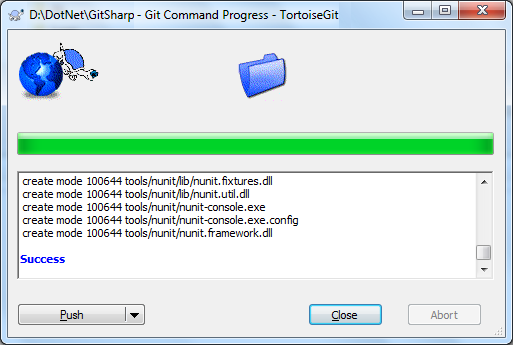 D:\DotNet\GitSharp - Git Command Progress - TortoiseGit
create mode 100644 tools/nunit/lib/nunit.fixtures.dll
create mode 100644 tools/nunit/lib/nunit.util.dll
create mode 100644 tools/nunit/nunit-console.exe
create mode 100644 tools/nunit/nunit-console.exe.config
create mode 100644 tools/nunit/nunit.framework.dll
Success
Push
Close
Abort